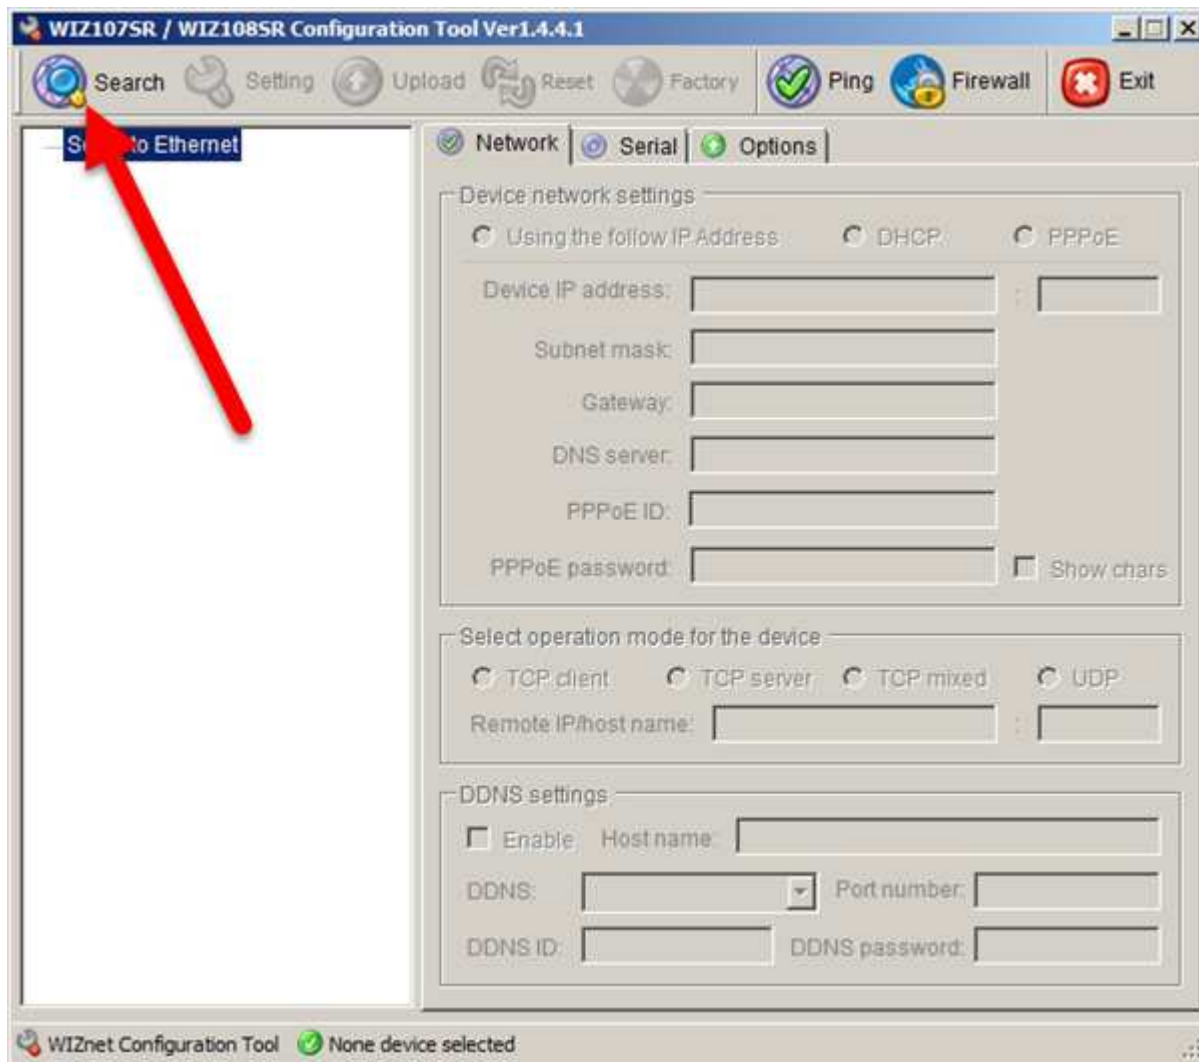 WIZ107SR / WIZ108SR Configuration Tool Ver1.4.4.1
Search Setting Upload Reset Factory Ping Firewall Exit
to Ethernet
Network Serial Options
Device network settings
Using the follow IP Address DHCP PPPoE
Device IP address: :
Subnet mask:
Gateway:
DNS server:
PPPoE ID:
PPPoE password: Show chars
Select operation mode for the device
TCP client TCP server TCP mixed UDP
Remote IP/host name: :
DDNS settings
Enable Host name:
DDNS: Port number:
DDNS ID: DDNS password:
WIZnet Configuration Tool None device selected